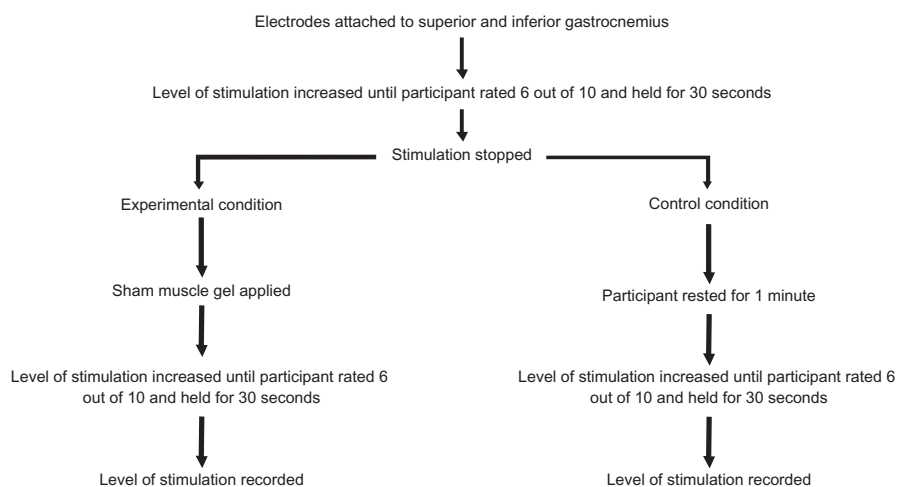 Electrodes attached to superior and inferior gastrocnemius
Level of stimulation increased until participant rated 6 out of 10 and held for 30 seconds
Stimulation stopped
Experimental condition
Sham muscle gel applied
Level of stimulation increased until participant rated 6
out of 10 and held for 30 seconds
Level of stimulation recorded
Control condition
Participant rested for 1 minute
Level of stimulation increased until participant rated 6
out of 10 and held for 30 seconds
Level of stimulation recorded